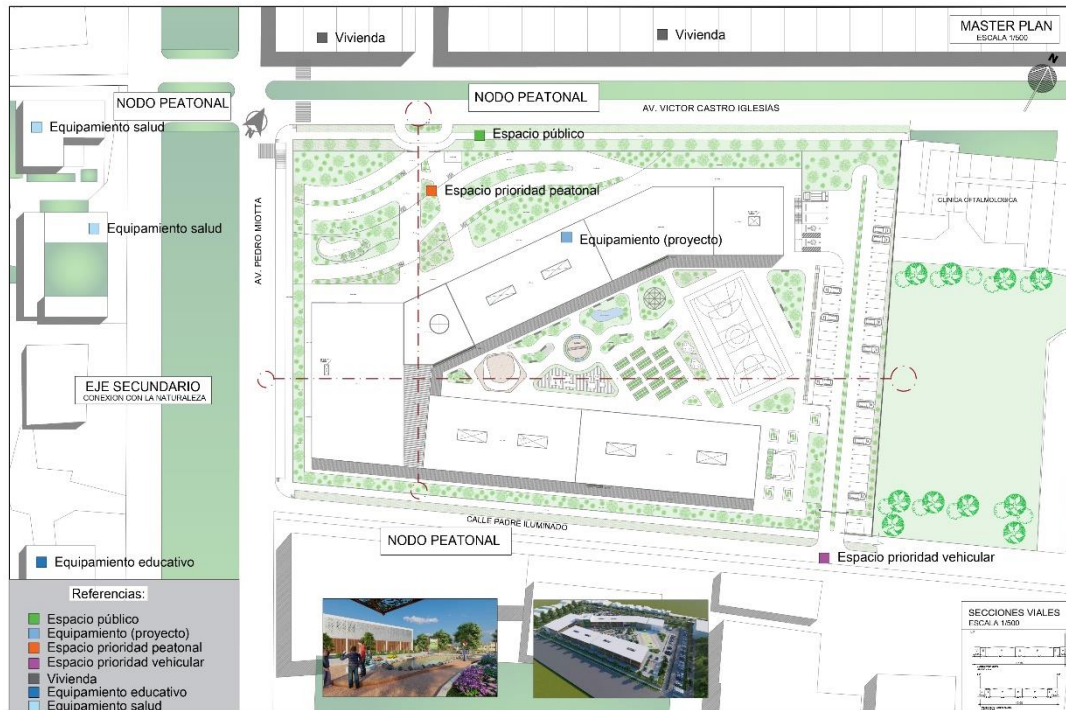 Vivienda
Vivienda
MASTER PLAN
ESCALA 1/500
N
NODO PEATONAL
NODO PEATONAL
AV. VICTOR CASTRO IGLESIAS
Equipamiento salud
Espacio público
Espacio prioridad peatonal
CLINICA OFTALMOLOGICA
Equipamiento salud
Equipamiento (proyecto)
AV. PEDRO MIOTTA
EJE SECUNDARIO
CONEXION CON LA NATURALEZA
CALLE PADRE ILUMINADO
NODO PEATONAL
Equipamiento educativo
Espacio prioridad vehicular
Referencias:
Espacio público
Equipamiento (proyecto)
Espacio prioridad peatonal
Espacio prioridad vehicular
Vivienda
Equipamiento educativo
Equipamiento salud
SECCIONES VIALES
ESCALA 1/500